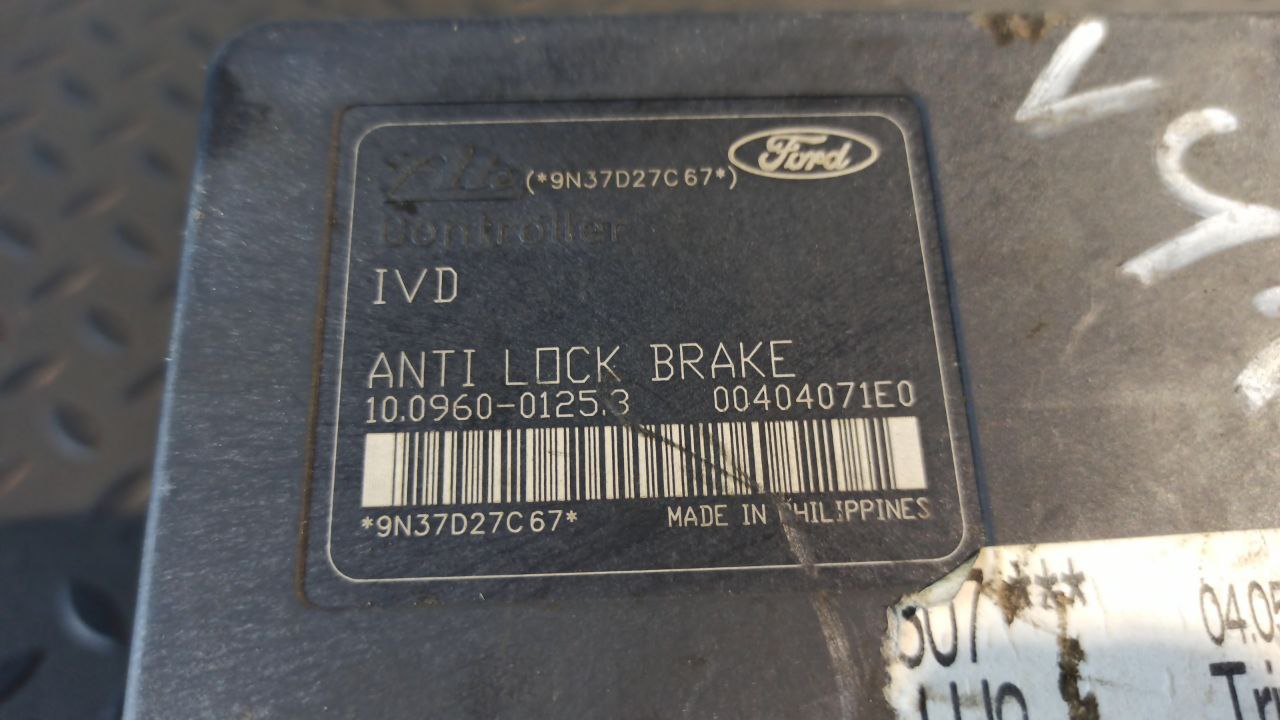 Ford
(*9N37D27C67*)
Controller
IVD
ANTI LOCK BRAKE
10.0960-0125.3 00404071E0
*9N37D27C67*
MADE IN PHILIPPINES
***